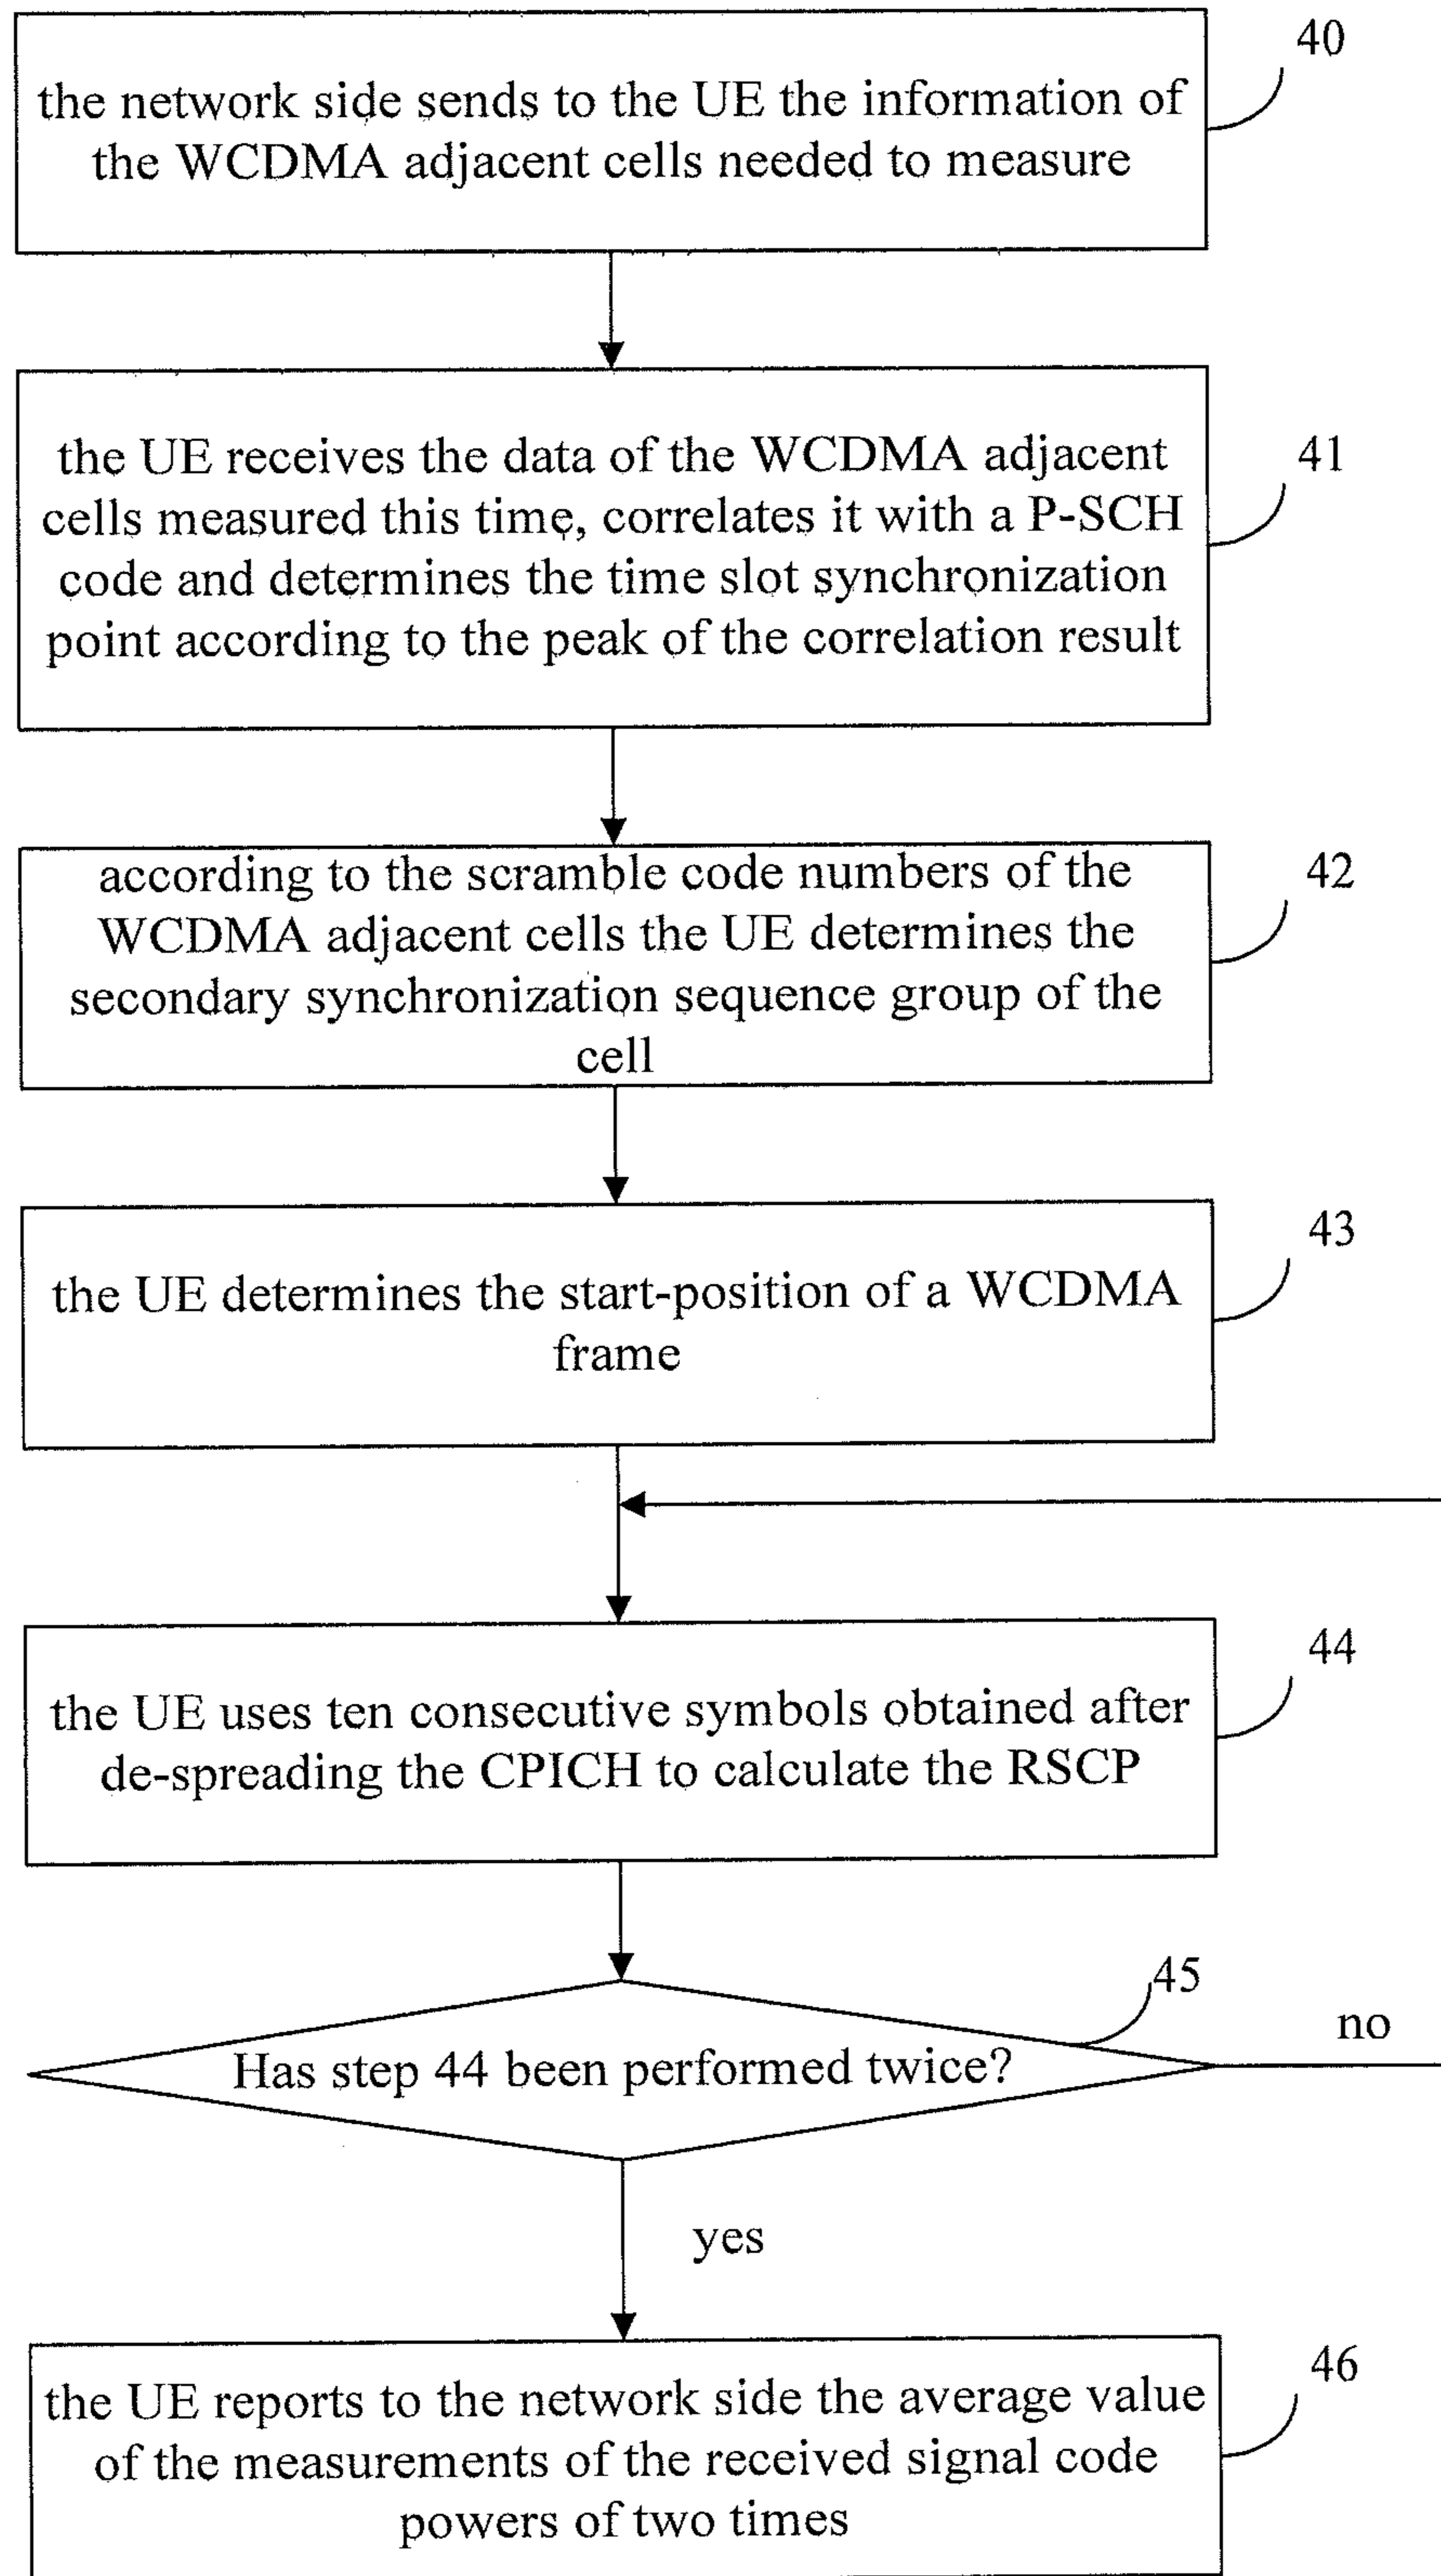 40
the network side sends to the UE the information of
the WCDMA adjacent cells needed to measure
the UE receives the data of the WCDMA adjacent
cells measured this time, correlates it with a P-SCH
code and determines the time slot synchronization
point according to the peak of the correlation result
41
according to the scramble code numbers of the
WCDMA adjacent cells the UE determines the
secondary synchronization sequence group of the
cell
42
the UE determines the start-position of a WCDMA
frame
43
the UE uses ten consecutive symbols obtained after
de-spreading the CPICH to calculate the RSCP
44
45
Has step 44 been performed twice?
no
yes
the UE reports to the network side the average value
of the measurements of the received signal code
powers of two times
46